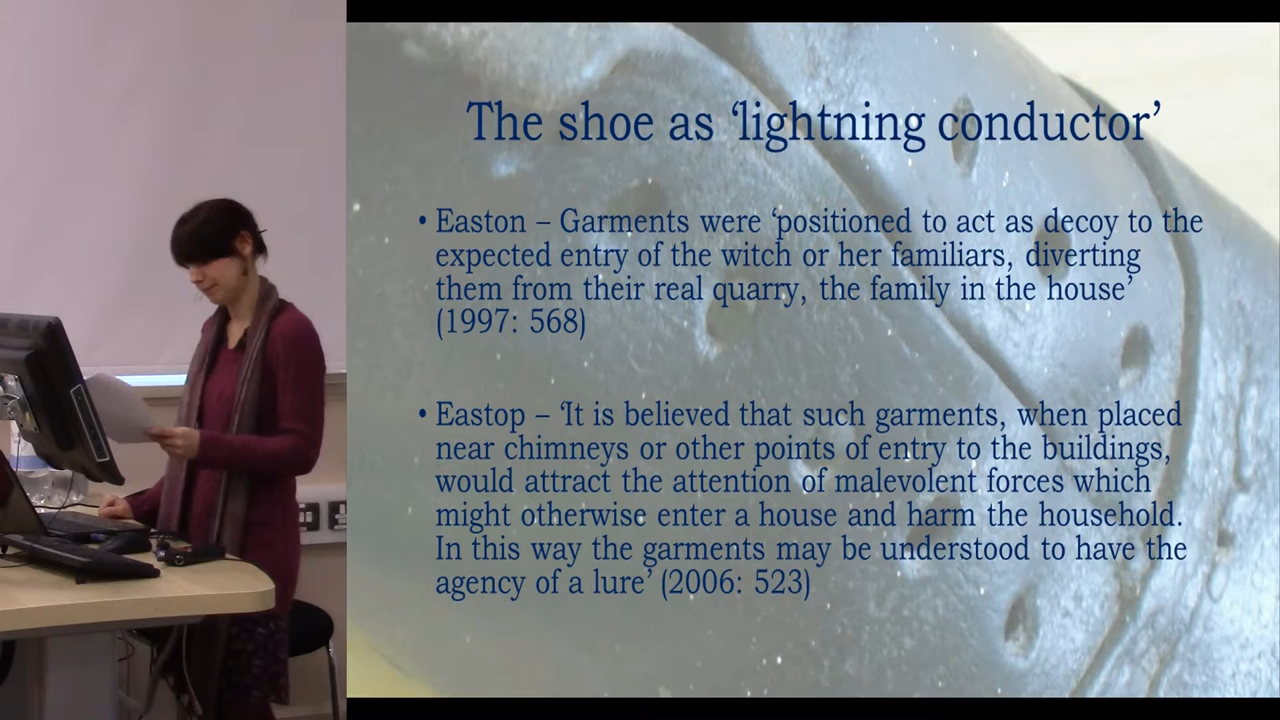 The shoe as ‘lightning conductor’
• Easton – Garments were ‘positioned to act as decoy to the
expected entry of the witch or her familiars, diverting
them from their real quarry, the family in the house’
(1997: 568)
• Eastop – ‘It is believed that such garments, when placed
near chimneys or other points of entry to the buildings,
would attract the attention of malevolent forces which
might otherwise enter a house and harm the household.
In this way the garments may be understood to have the
agency of a lure’ (2006: 523)